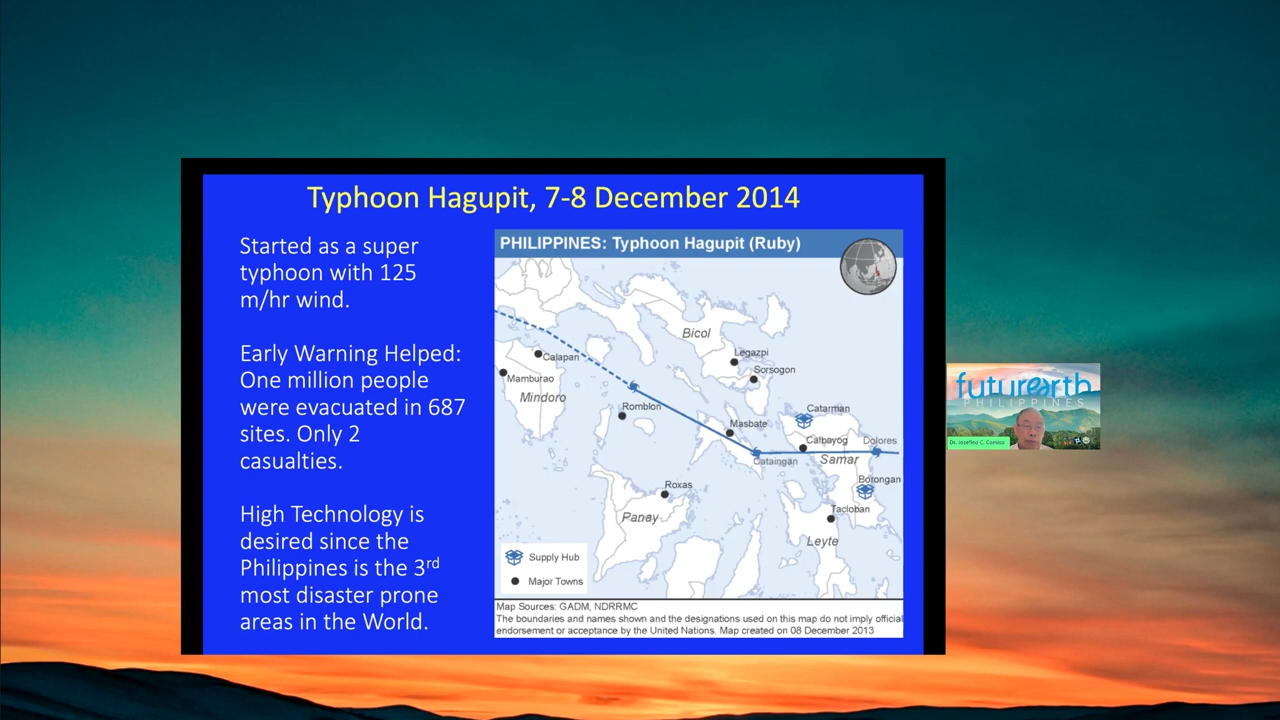 Typhoon Hagupit, 7-8 December 2014
Started as a super
typhoon with 125
m/hr wind.
Early Warning Helped:
One million people
were evacuated in 687
sites. Only 2
casualties.
High Technology is
desired since the
Philippines is the 3rd
most disaster prone
areas in the World.
PHILIPPINES: Typhoon Hagupit (Ruby)
Bicol
Legazpi
Sorsogon
Calapan
Mamburao
Mindoro
Romblon
Masbate
Catarman
Calbayog
Dolores
Cataingan
Samar
Borongan
Roxas
Panay
Tacloban
Leyte
Supply Hub
Major Towns
Map Sources: GADM, NDRRMC
The boundaries and names shown and the designations used on this map do not imply official
endorsement or acceptance by the United Nations. Map created on 08 December 2013
futurearth
PHILIPPINES
Dr. Josefino C. Comiso